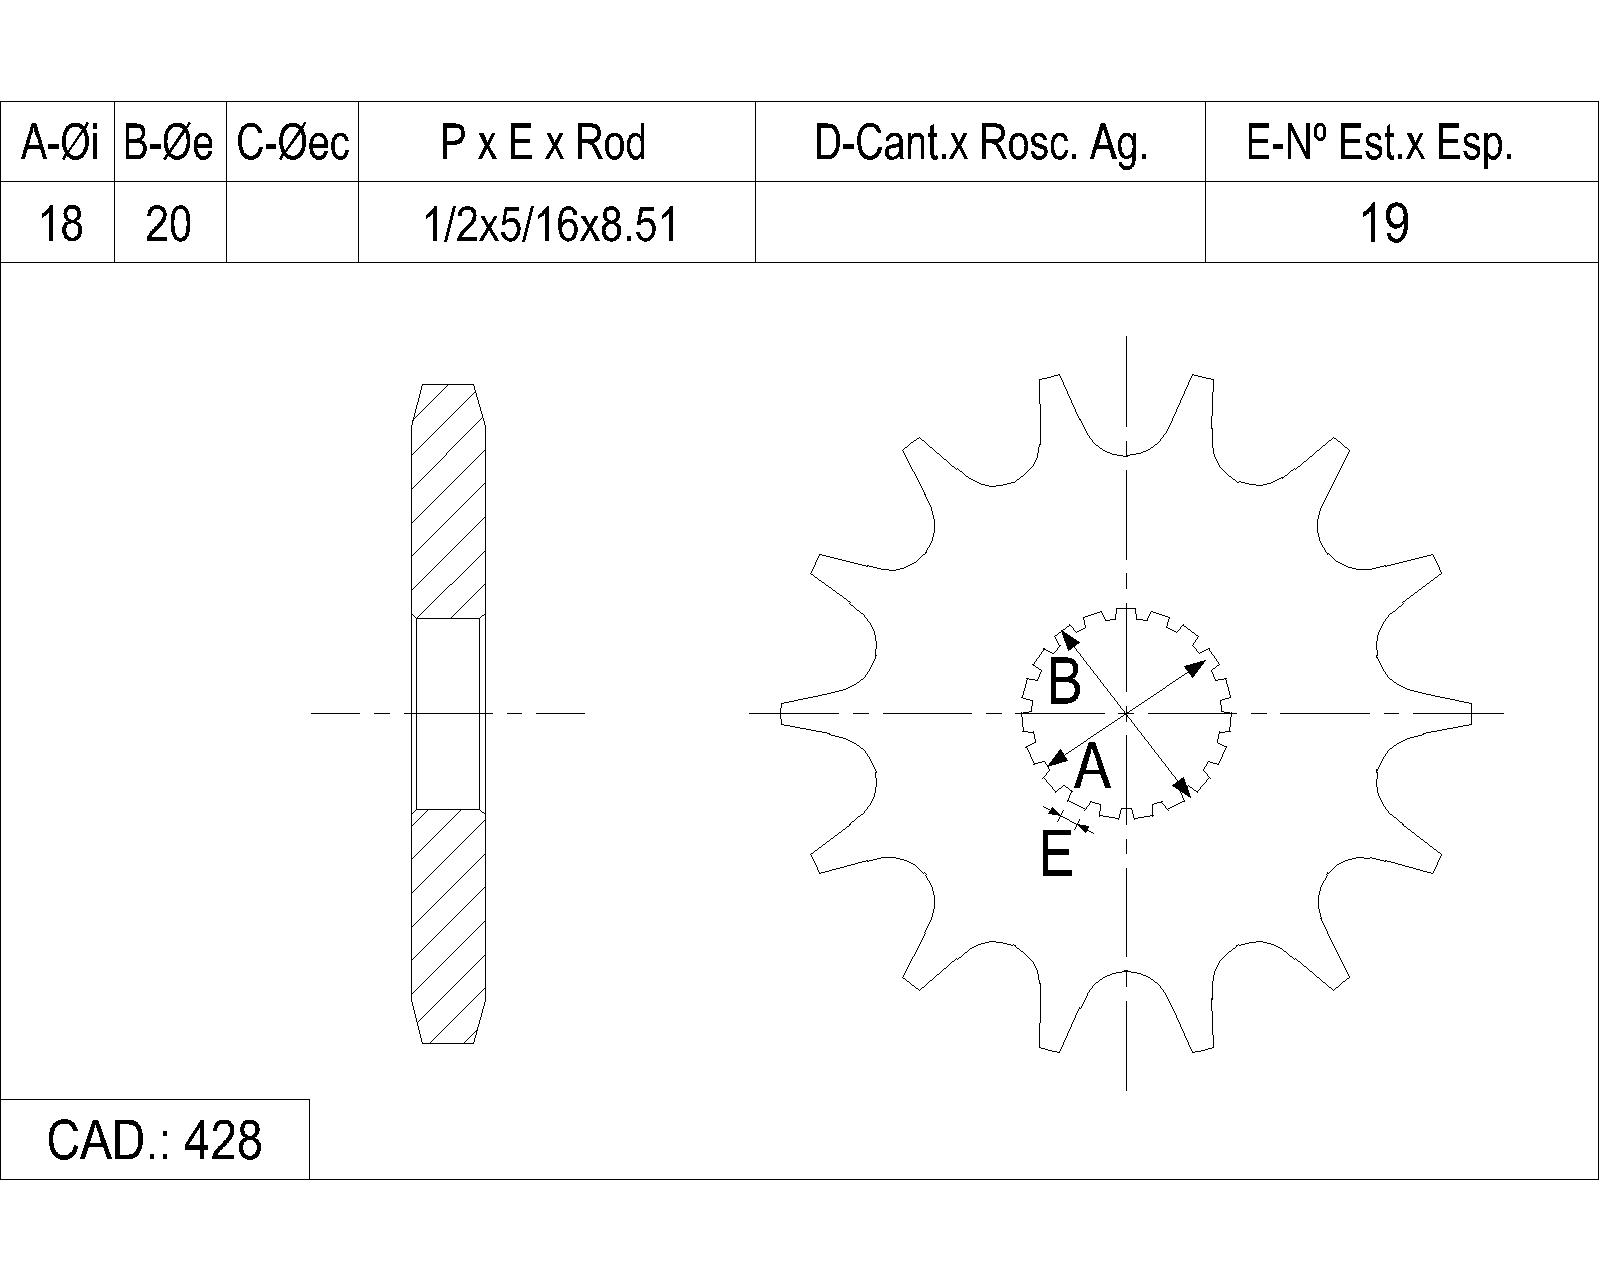 A-Øi B-Øe C-Øec P x E x Rod D-Cant.x Rosc. Ag. E-Nº Est.x Esp.
18 20 1/2x5/16x8.51 19
B
A
E
CAD.: 428